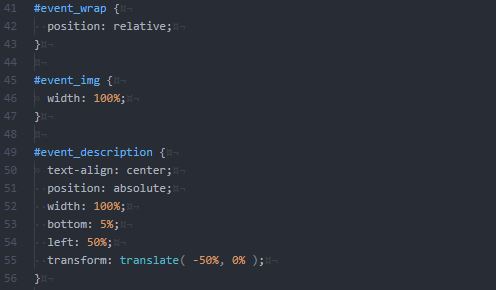 41 #event_wrap {¤¬
42 position: relative;¤¬
43 }¤¬
44 ¤¬
45 #event_img {¤¬
46 » width: 100%;¤¬
47 }¤¬
48 ¤¬
49 #event_description {¤¬
50 » text-align: center;¤¬
51 position: absolute;¤¬
52 width: 100%;¤¬
53 bottom: 5%;¤¬
54 left: 50%;¤¬
55 transform: translate( -50%, 0% );¤¬
56 }¤¬